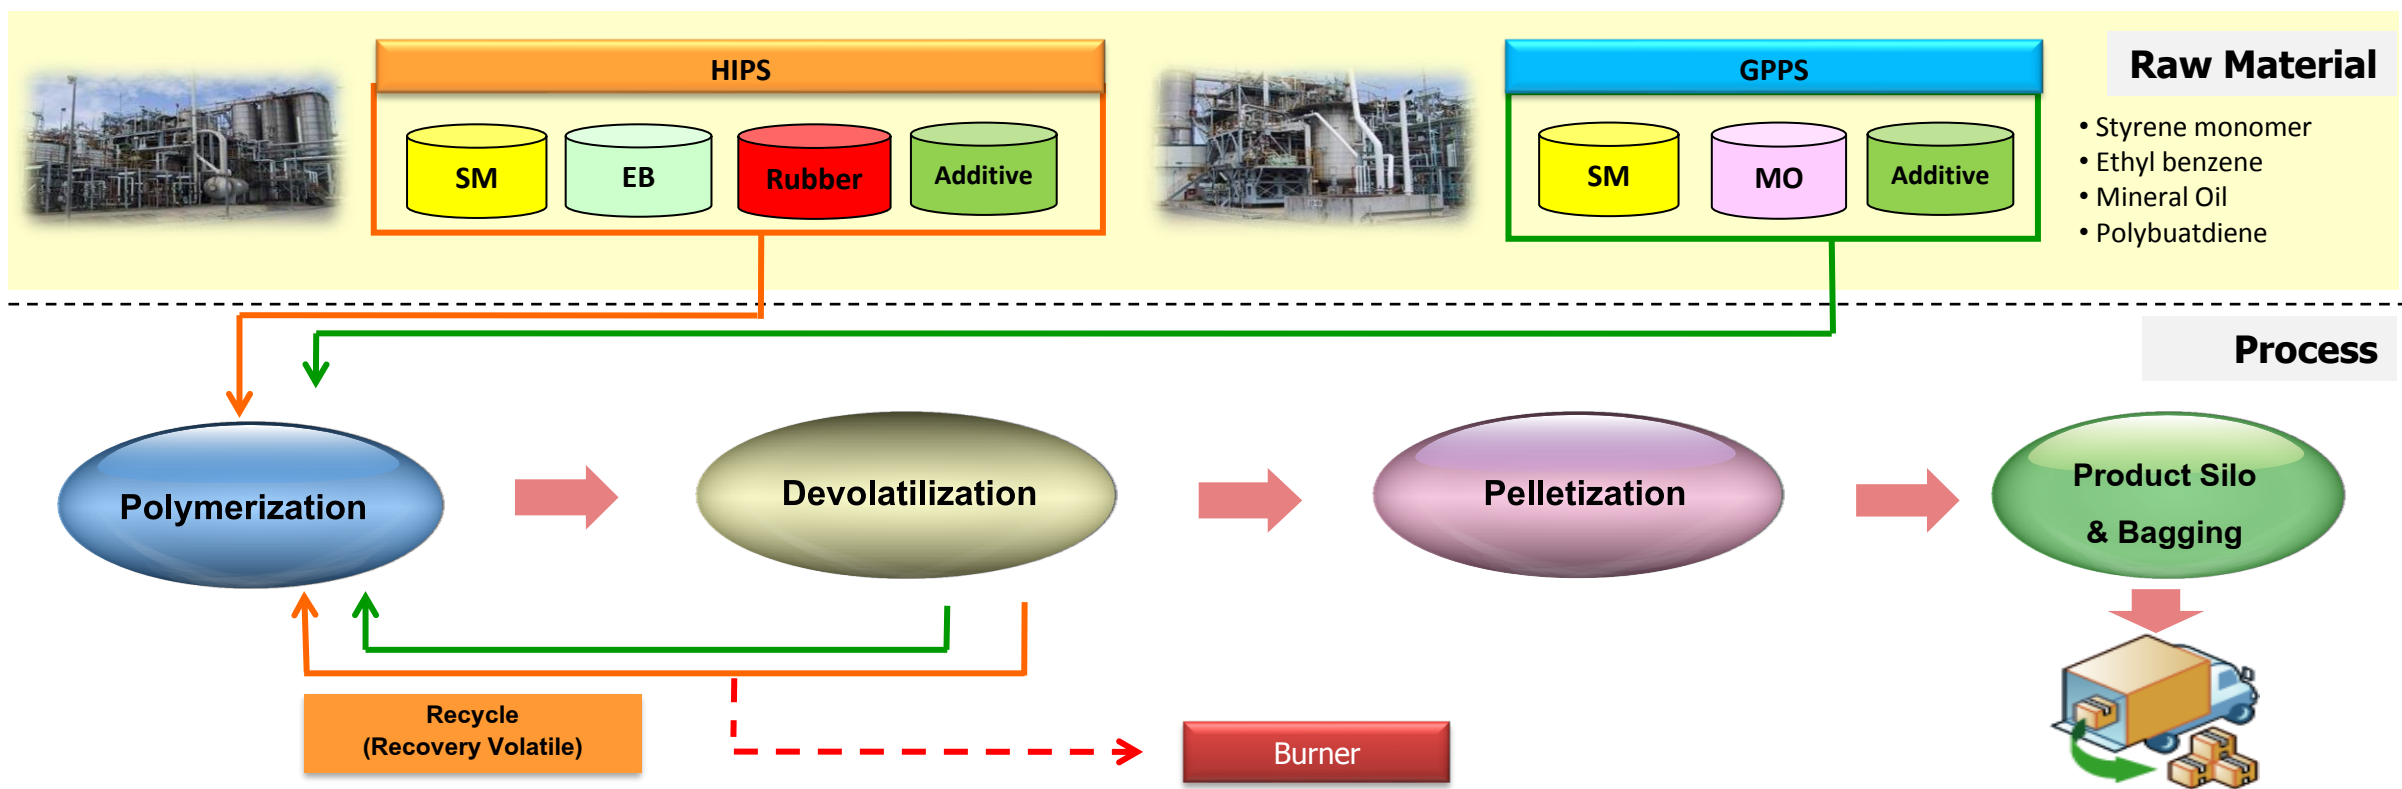 HIPS
GPPS
Raw Material
SM
EB
Rubber
Additive
SM
MO
Additive
• Styrene monomer
• Ethyl benzene
• Mineral Oil
• Polybuatdiene
Process
Polymerization
Devolatilization
Pelletization
Product Silo
& Bagging
Recycle
(Recovery Volatile)
Burner